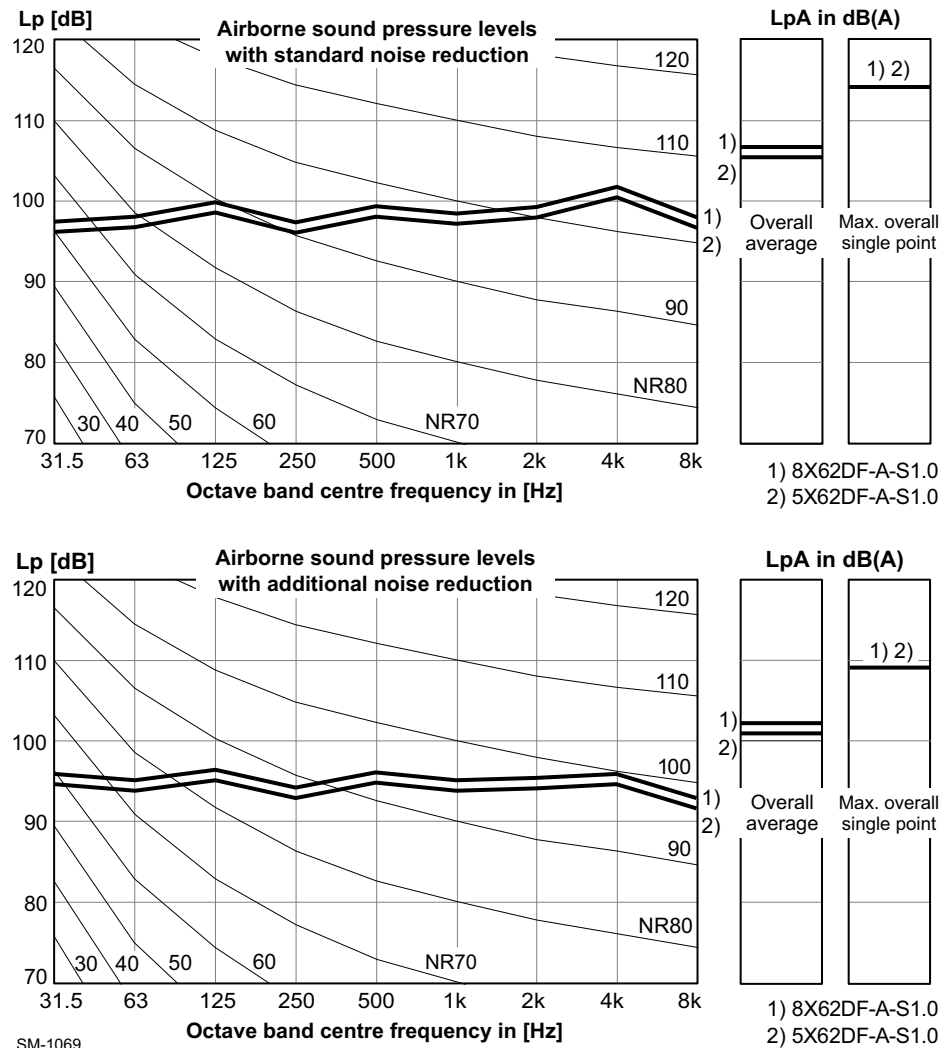 Lp [dB]
Airborne sound pressure levels
with standard noise reduction
LpA in dB(A)
120
110
100
90
80
70
120
110
90
NR80
30
40
50
60
NR70
1)
2)
31.5
63
125
250
500
1k
2k
4k
8k
Octave band centre frequency in [Hz]
1)
2)
Overall
average
1) 2)
Max. overall
single point
1) 8X62DF-A-S1.0
2) 5X62DF-A-S1.0
Lp [dB]
Airborne sound pressure levels
with additional noise reduction
LpA in dB(A)
120
110
100
90
80
70
120
110
100
90
NR80
30
40
50
60
NR70
1)
2)
31.5
63
125
250
500
1k
2k
4k
8k
Octave band centre frequency in [Hz]
1)
2)
Overall
average
1) 2)
Max. overall
single point
1) 8X62DF-A-S1.0
2) 5X62DF-A-S1.0
SM-1069